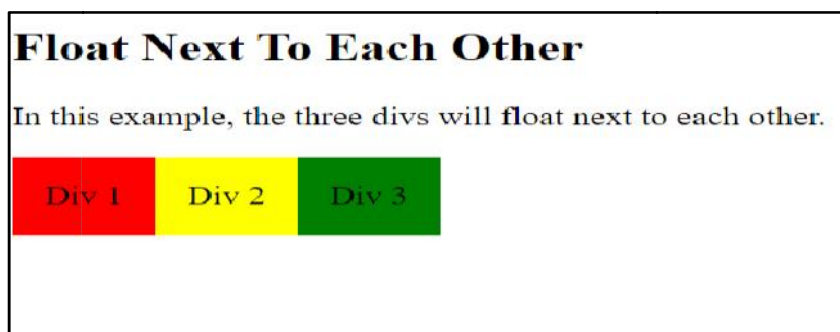 Float Next To Each Other
In this example, the three divs will float next to each other.
Div 1 Div 2 Div 3